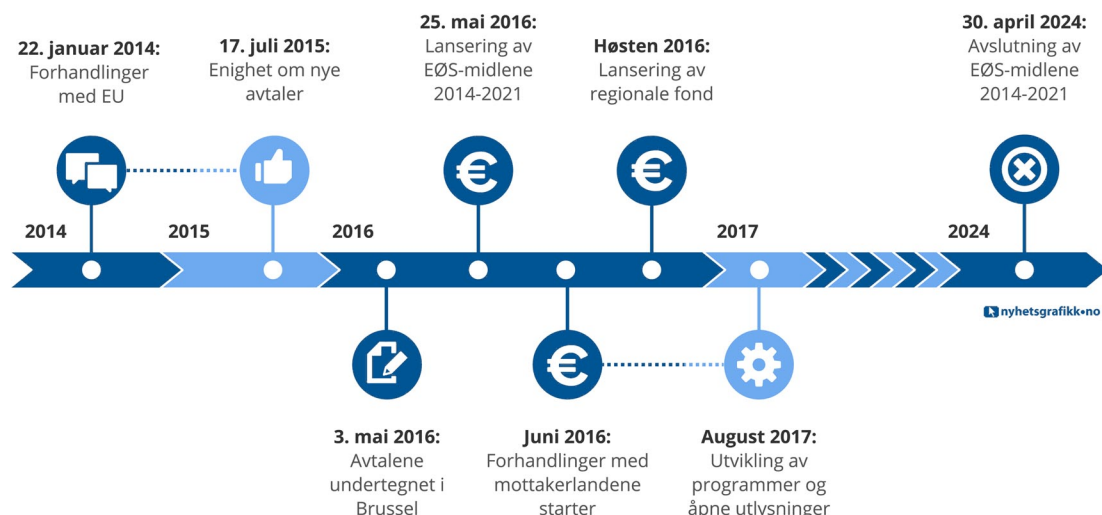 22. januar 2014:
Forhandlinger
med EU
17. juli 2015:
Enighet om nye
avtaler
25. mai 2016:
Lansering av
EØS-midlene
2014-2021
Høsten 2016:
Lansering av
regionale fond
30. april 2024:
Avslutning av
EØS-midlene
2014-2021
2014
2015
2016
2017
2024
nyhetsgrafikk•no
3. mai 2016:
Avtalene
undertegnet i
Brussel
Juni 2016:
Forhandlinger med
mottakerlandene
starter
August 2017:
Utvikling av
programmer og
åpne utlysninger